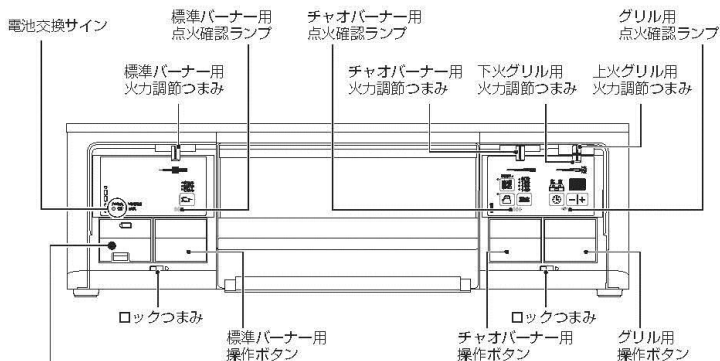 電池交換サイン
標準バーナー用
点火確認ランプ
チャオバーナー用
点火確認ランプ
グリル用
点火確認ランプ
標準バーナー用
火力調節つまみ
チャオバーナー用
火力調節つまみ
下火グリル用
火力調節つまみ
上火グリル用
火力調節つまみ
ロックつまみ
ロックつまみ
標準バーナー用
操作ボタン
チャオバーナー用
操作ボタン
グリル用
操作ボタン